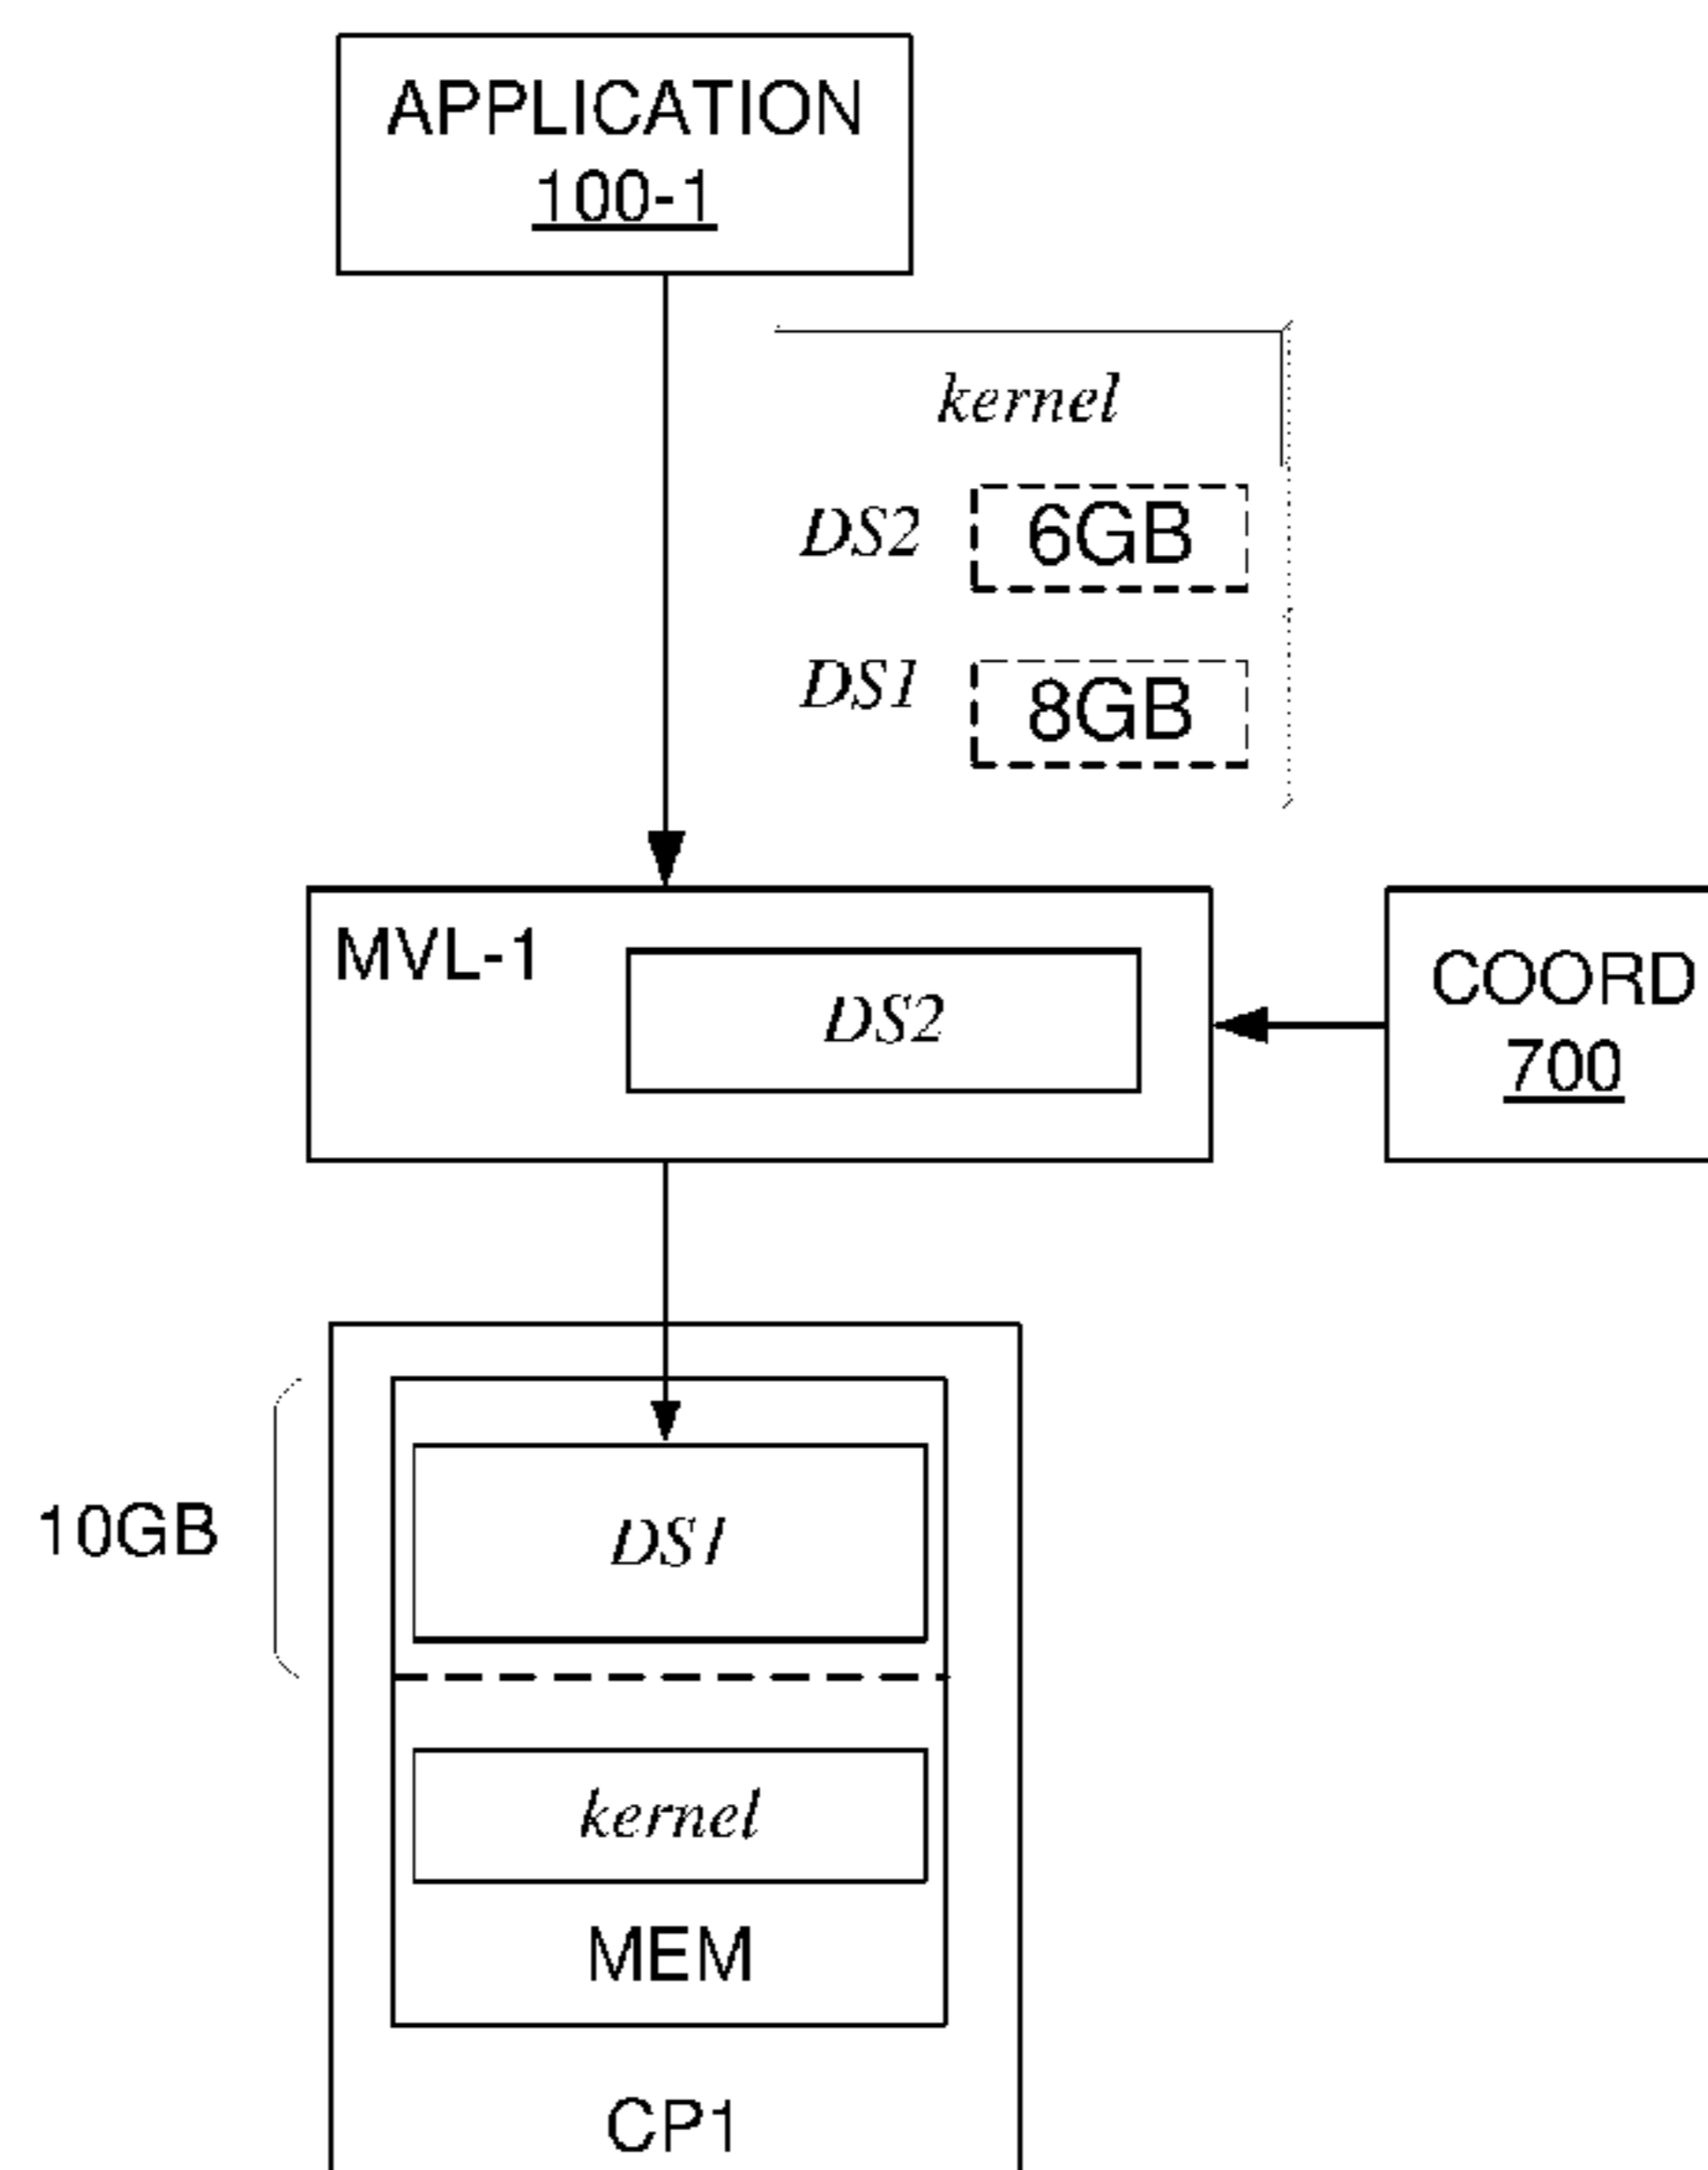 APPLICATION
100-1
kernel
DS2 6GB
DS1 8GB
MVL-1
DS2
COORD
700
10GB
DS1
kernel
MEM
CP1